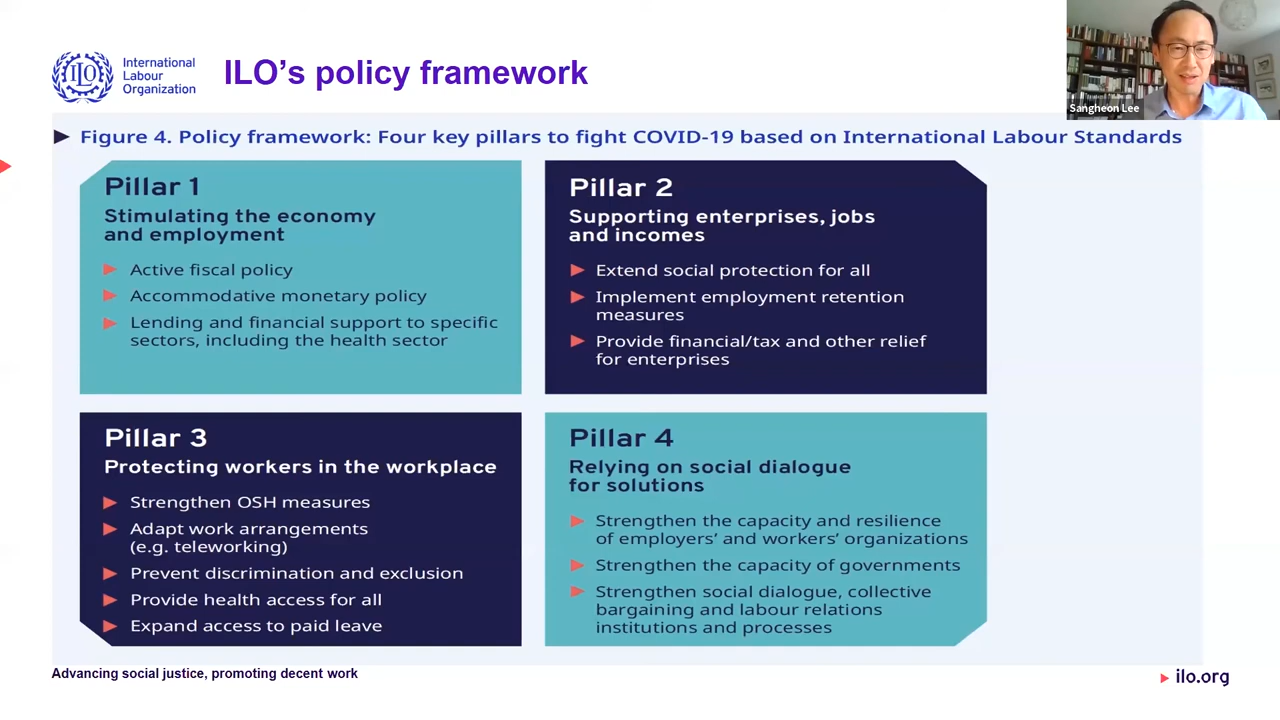 ILO
International
Labour
Organization
ILO's policy framework
Sangheon Lee
Figure 4. Policy framework: Four key pillars to fight COVID-19 based on International Labour Standards
Pillar 1
Stimulating the economy
and employment
Active fiscal policy
Accommodative monetary policy
Lending and financial support to specific
sectors, including the health sector
Pillar 2
Supporting enterprises, jobs
and incomes
Extend social protection for all
Implement employment retention
measures
Provide financial/tax and other relief
for enterprises
Pillar 3
Protecting workers in the workplace
Strengthen OSH measures
Adapt work arrangements
(e.g. teleworking)
Prevent discrimination and exclusion
Provide health access for all
Expand access to paid leave
Pillar 4
Relying on social dialogue
for solutions
Strengthen the capacity and resilience
of employers' and workers' organizations
Strengthen the capacity of governments
Strengthen social dialogue, collective
bargaining and labour relations
institutions and processes
Advancing social justice, promoting decent work
ilo.org